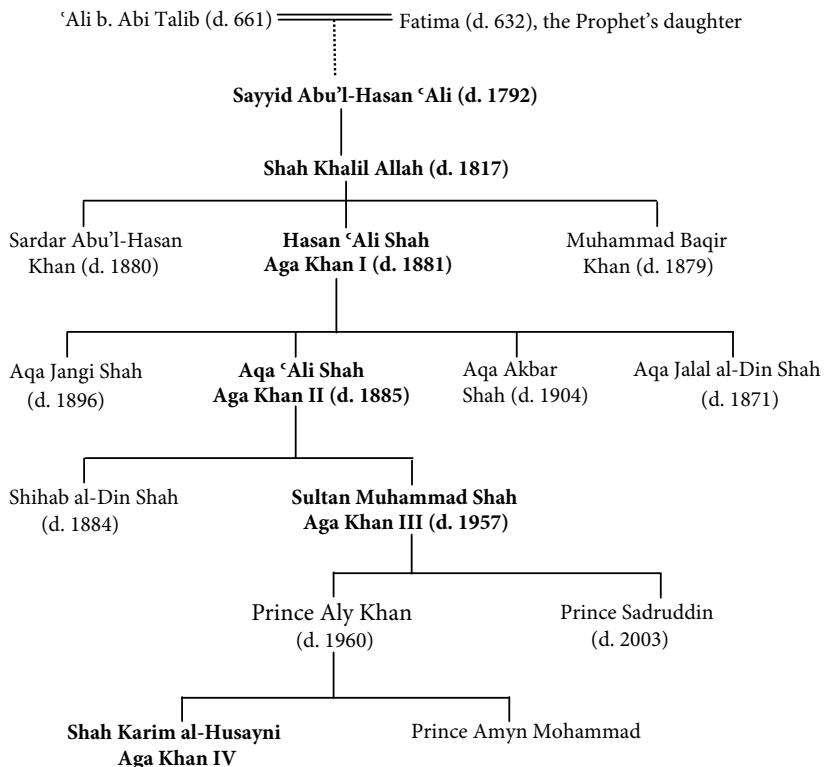 ʿAli b. Abi Talib (d. 661) Fatima (d. 632), the Prophet’s daughter
Sayyid Abu’l-Hasan ʿAli (d. 1792)
Shah Khalil Allah (d. 1817)
Sardar Abu’l-Hasan
Khan (d. 1880)
Hasan ʿAli Shah
Aga Khan I (d. 1881)
Muhammad Baqir
Khan (d. 1879)
Aqa Jangi Shah
(d. 1896)
Aqa ʿAli Shah
Aga Khan II (d. 1885)
Aqa Akbar
Shah (d. 1904)
Aqa Jalal al-Din Shah
(d. 1871)
Shihab al-Din Shah
(d. 1884)
Sultan Muhammad Shah
Aga Khan III (d. 1957)
Prince Aly Khan
(d. 1960)
Prince Sadruddin
(d. 2003)
Shah Karim al-Husayni
Aga Khan IV
Prince Amyn Mohammad